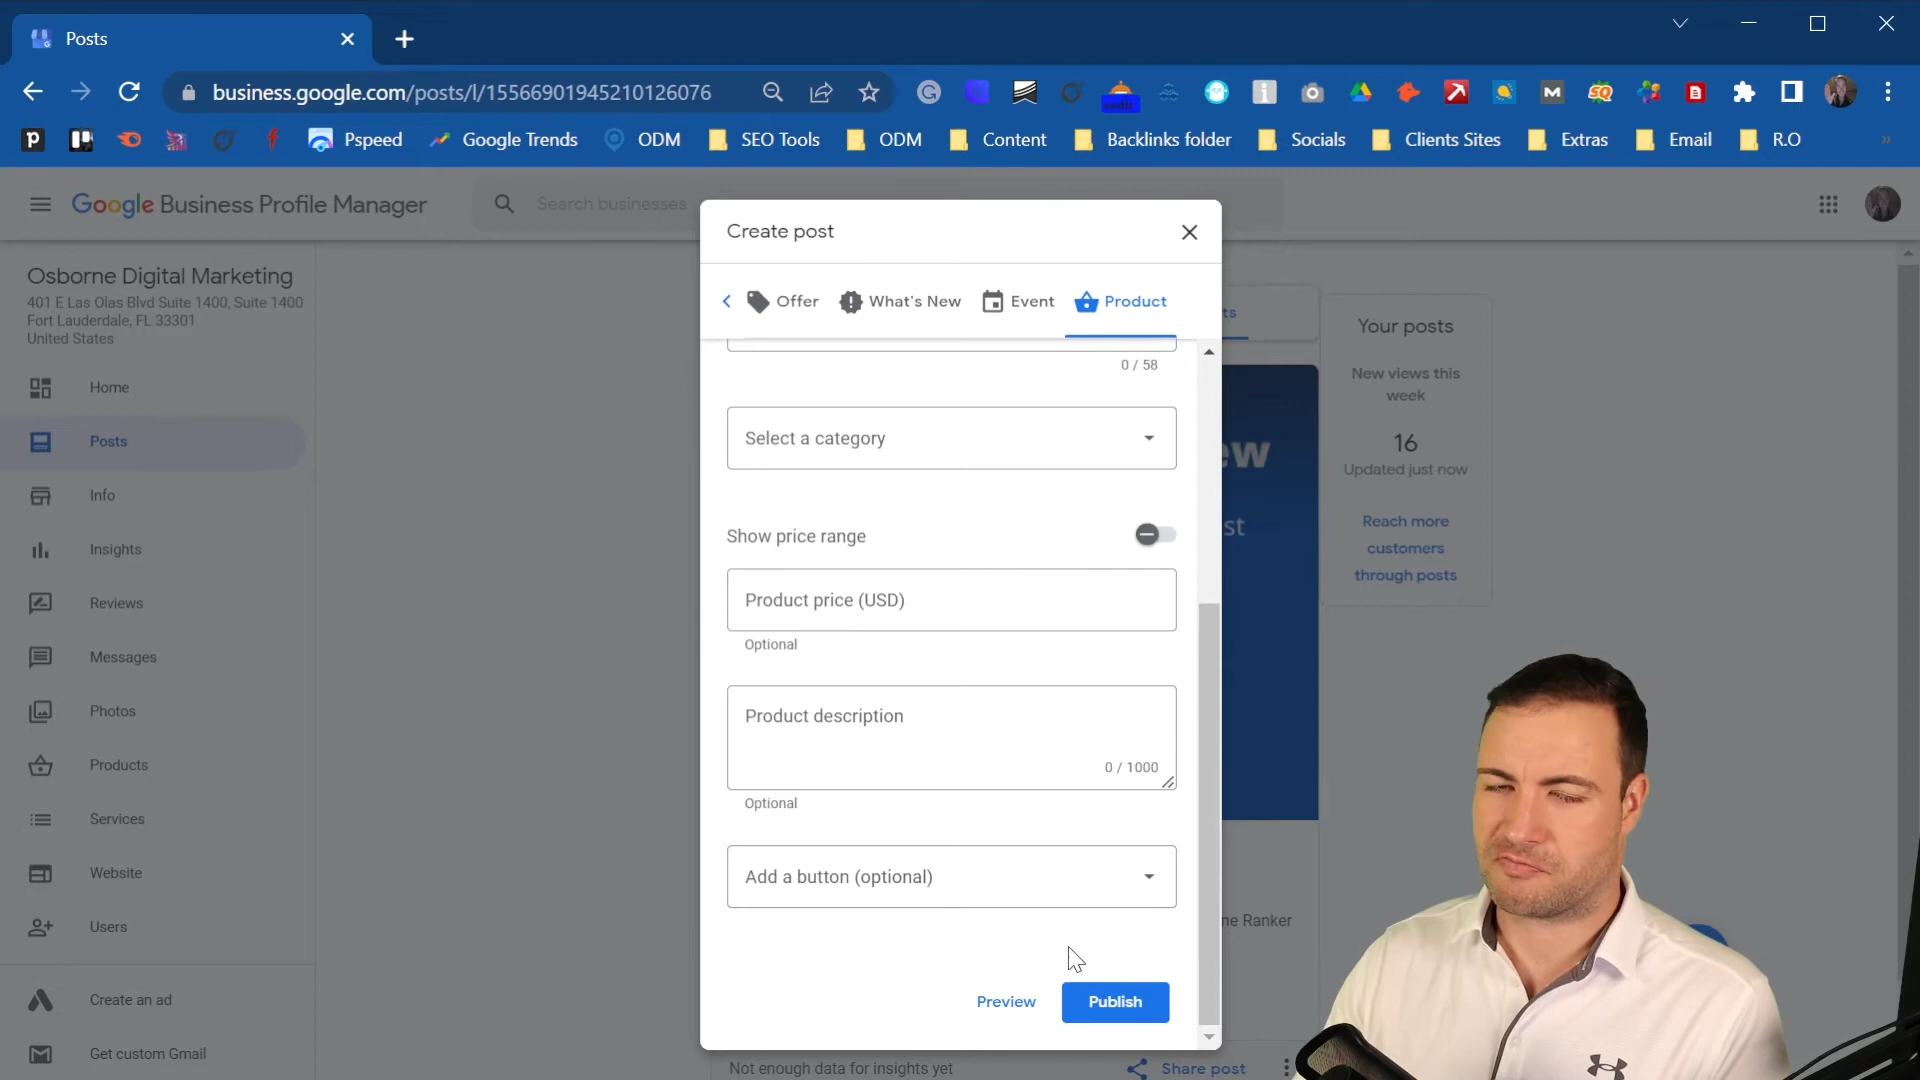 Posts
business.google.com/posts/l/15566901945210126076
Pspeed
Google Trends
ODM
SEO Tools
ODM
Content
Backlinks folder
Socials
Clients Sites
Extras
Email
R.O
Google Business Profile Manager
Search businesses
Osborne Digital Marketing
401 E Las Olas Blvd Suite 1400, Suite 1400
Fort Lauderdale, FL 33301
United States
Home
Posts
Info
Insights
Reviews
Messages
Photos
Products
Services
Website
Users
Create an ad
Get custom Gmail
Create post
Offer
What's New
Event
Product
0 / 58
Select a category
Show price range
Product price (USD)
Optional
Product description
0 / 1000
Optional
Add a button (optional)
Preview
Publish
ts
ew
st
ne Ranker
Your posts
New views this
week
16
Updated just now
Reach more
customers
through posts
Not enough data for insights yet
Share post